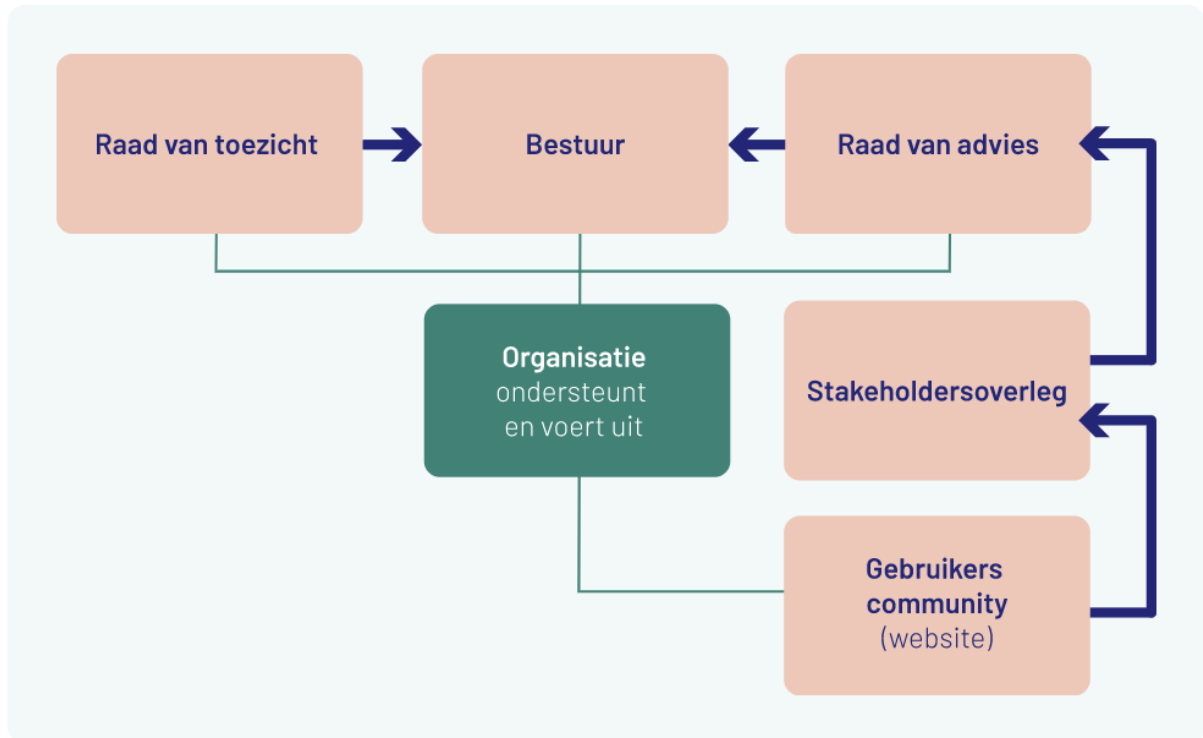 Raad van toezicht
Bestuur
Raad van advies
Organisatie
ondersteunt
en voert uit
Stakeholdersoverleg
Gebruikers
community
(website)